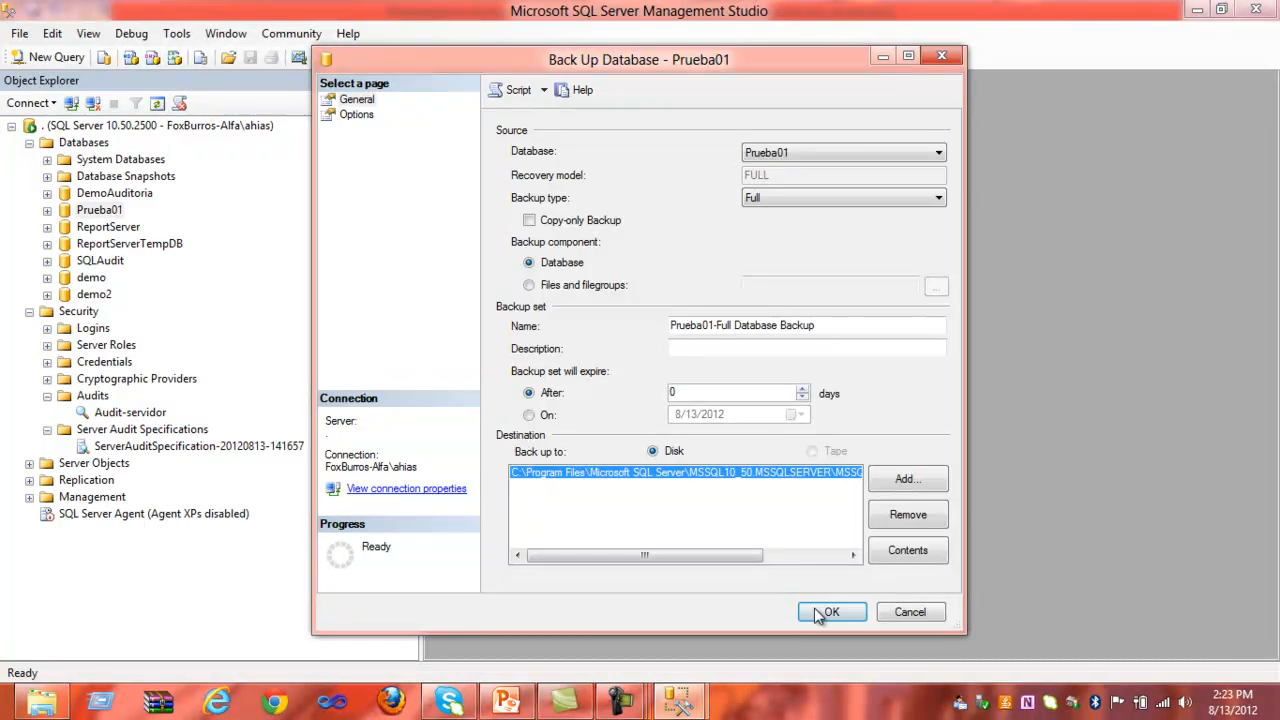 Microsoft SQL Server Management Studio
File Edit View Debug Tools Window Community Help
New Query
Object Explorer
Connect
. (SQL Server 10.50.2500 - FoxBurros-Alfa\ahias)
Databases
System Databases
Database Snapshots
DemoAuditoria
Prueba01
ReportServer
ReportServerTempDB
SQLAudit
demo
demo2
Security
Logins
Server Roles
Credentials
Cryptographic Providers
Audits
Audit-servidor
Server Audit Specifications
ServerAuditSpecification-20120813-141657
Server Objects
Replication
Management
SQL Server Agent (Agent XPs disabled)
Back Up Database - Prueba01
Select a page
General
Options
Script Help
Source
Database: Prueba01
Recovery model: FULL
Backup type: Full
Copy-only Backup
Backup component:
Database
Files and filegroups: ...
Backup set
Name: Prueba01-Full Database Backup
Description:
Backup set will expire:
After: 0 days
On: 8/13/2012
Destination
Back up to: Disk Tape
C:\Program Files\Microsoft SQL Server\MSSQL10_50.MSSQLSERVER\MSSQ
Add...
Remove
Contents
Connection
Server:
.
Connection:
FoxBurros-Alfa\ahias
View connection properties
Progress
Ready
OK Cancel
Ready
2:23 PM
8/13/2012